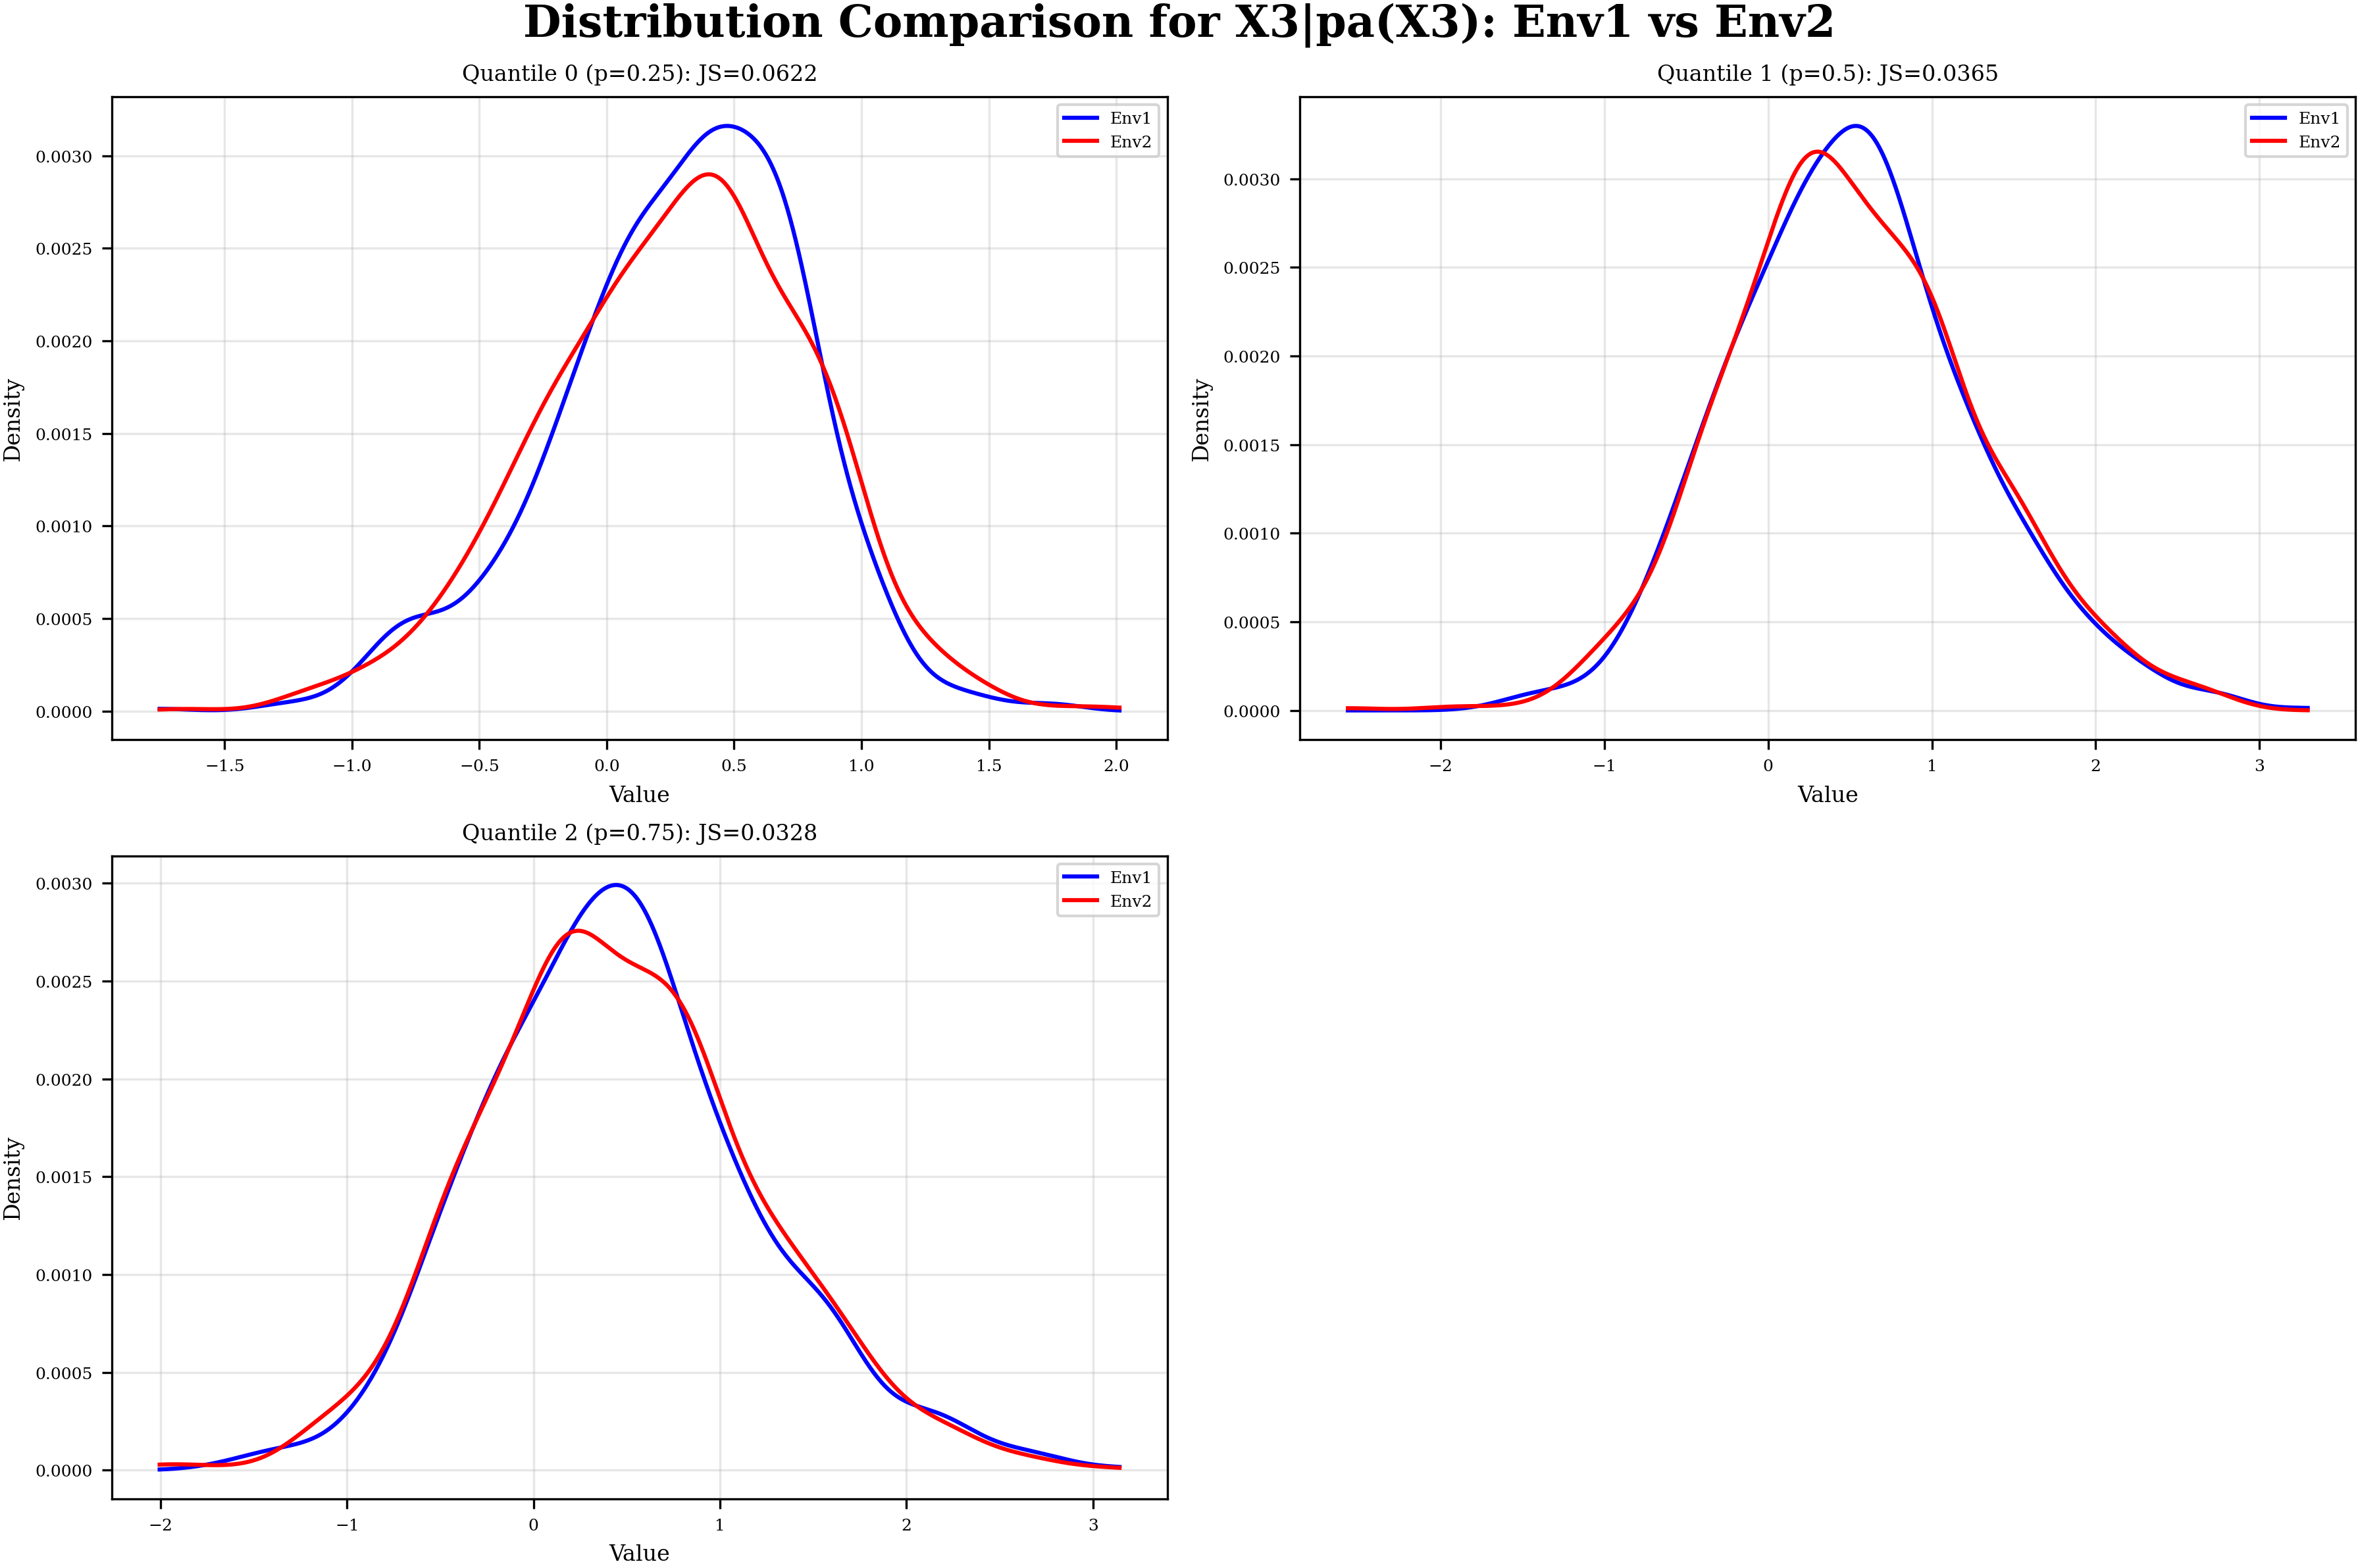 Distribution Comparison for X3|pa(X3): Env1 vs Env2
Quantile 0 (p=0.25): JS=0.0622
Env1
Env2
0.0030
0.0025
0.0020
0.0015
0.0010
0.0005
0.0000
Density
−1.5 −1.0 −0.5 0.0 0.5 1.0 1.5 2.0
Value
Quantile 1 (p=0.5): JS=0.0365
Env1
Env2
0.0030
0.0025
0.0020
0.0015
0.0010
0.0005
0.0000
Density
−2 −1 0 1 2 3
Value
Quantile 2 (p=0.75): JS=0.0328
Env1
Env2
0.0030
0.0025
0.0020
0.0015
0.0010
0.0005
0.0000
Density
−2 −1 0 1 2 3
Value